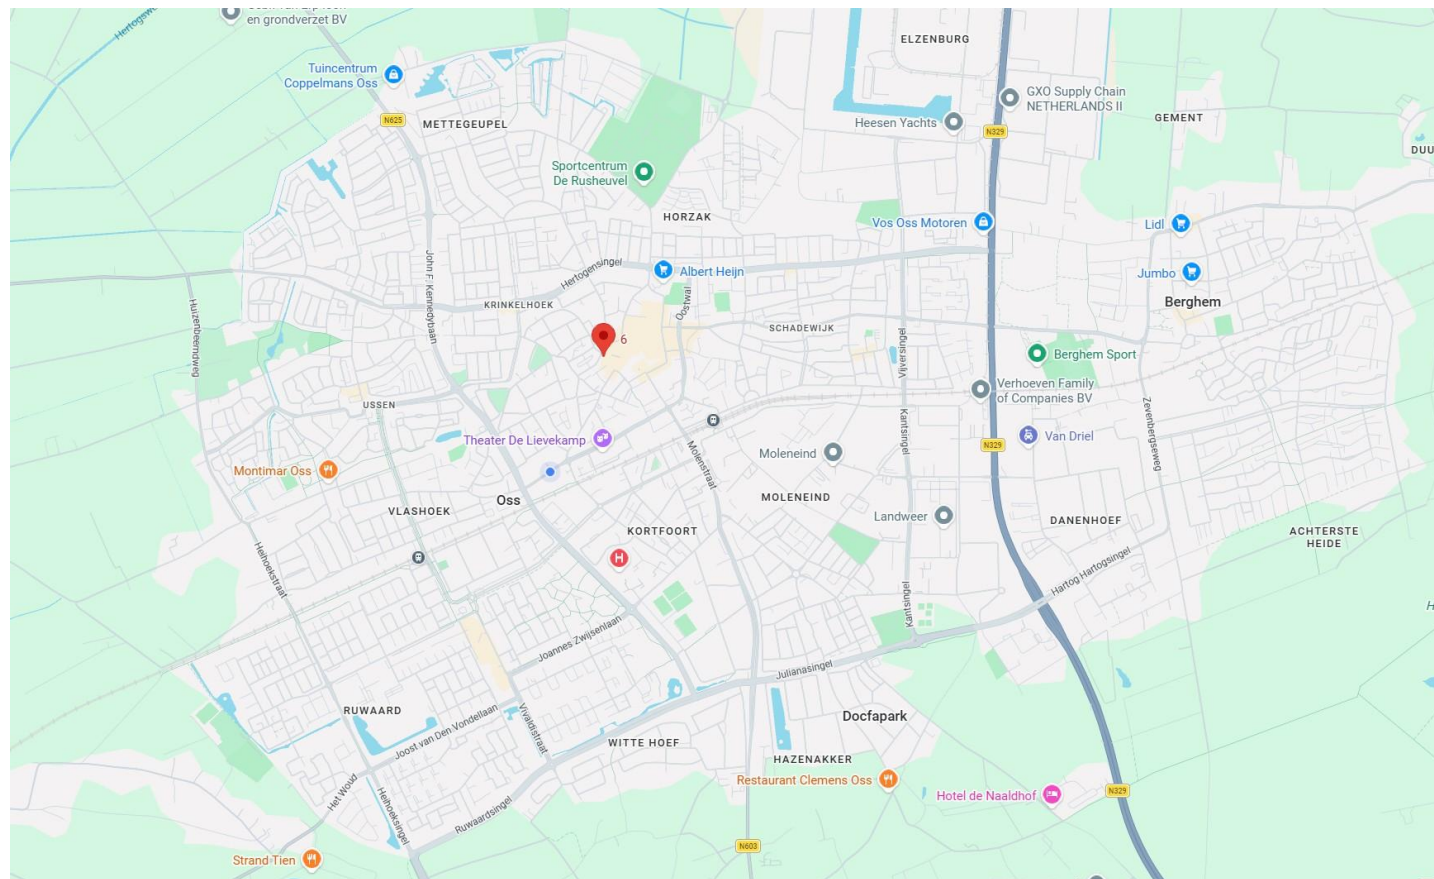 Hertogsw
en grondverzet BV
ELZENBURG
Tuincentrum
Coppelmans Oss
GXO Supply Chain
NETHERLANDS II
N625
METTEGEUPEL
Heesen Yachts
N329
GEMENT
DUU
Sportcentrum
De Rusheuvel
HORZAK
Vos Oss Motoren
Lidl
John F. Kennedybaan
Hertogensingel
Albert Heijn
Jumbo
Berghem
Huizenbeemdweg
KRINKELHOEK
Oostwal
SCHADEWIJK
6
Vijversingel
Berghem Sport
Verhoeven Family
of Companies BV
USSEN
Zevenbergseweg
Kantsingel
Theater De Lievekamp
Molenstraat
Moleneind
N329
Van Driel
Montimar Oss
Oss
MOLENEIND
VLASHOEK
Landweer
DANENHOEF
KORTFOORT
ACHTERSTE
HEIDE
H
Heihoekstraat
Hartog Hartogsingel
Kantsingel
H
Joannes Zwijsenlaan
Julianasingel
RUWAARD
Joost van Den Vondellaan
Vivaldistraat
Docfapark
WITTE HOEF
HAZENAKKER
Restaurant Clemens Oss
Het Woud
Heihoeksingel
Ruwaardsingel
Hotel de Naaldhof
N329
Strand Tien
N603